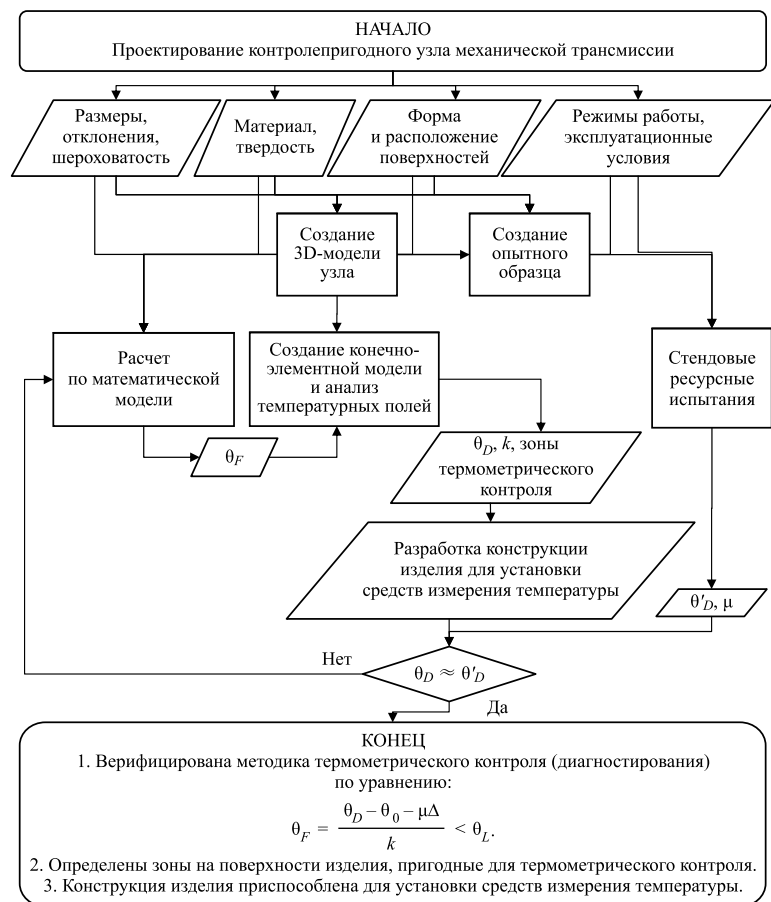 НАЧАЛО
Проектирование контролепригодного узла механической трансмиссии
Размеры,
отклонения,
шероховатость
Материал,
твердость
Форма
и расположение
поверхностей
Режимы работы,
эксплуатационные
условия
Создание
3D-модели
узла
Создание
опытного
образца
Расчет
по математической
модели
Создание конечно-
элементной модели
и анализ
температурных полей
Стендовые
ресурсные
испытания
θF
θD, k, зоны
термометрического
контроля
Разработка конструкции
изделия для установки
средств измерения температуры
θ′D, μ
Нет
θD ≈ θ′D
Да
КОНЕЦ
1. Верифицирована методика термометрического контроля (диагностирования)
по уравнению:
θF = (θD – θ0 – μΔ) / k < θL.
2. Определены зоны на поверхности изделия, пригодные для термометрического контроля.
3. Конструкция изделия приспособлена для установки средств измерения температуры.